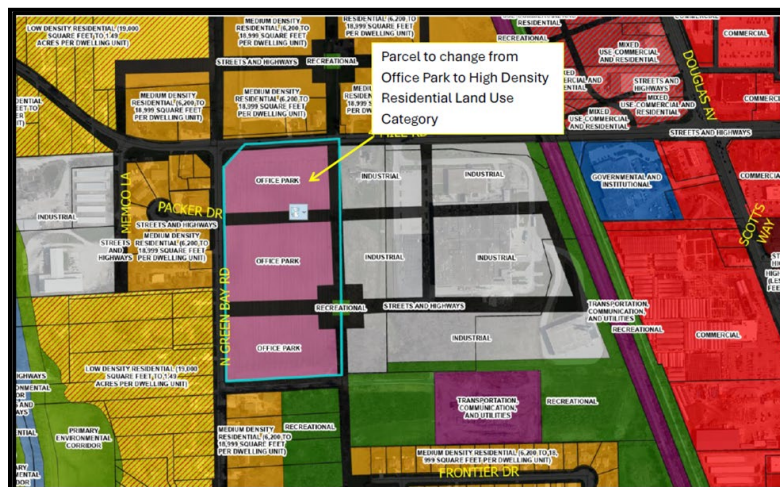 LOW DENSITY RESIDENTIAL (19,000
SQUARE FEET TO 1.49
ACRES PER DWELLING UNIT)
MEDIUM DENSITY
RESIDENTIAL (6,200 TO
18,999 SQUARE FEET
PER DWELLING UNIT)
MEDIUM DENSITY
RESIDENTIAL (6,200 TO
18,999 SQUARE FEET
PER DWELLING UNIT)
RECREATIONAL
MIXED
USE COMMERCIAL
AND RESIDENTIAL
COMMERCIAL
COMMERCIAL
DOUGLAS AV
STREETS AND HIGHWAYS
RECREATIONAL
Parcel to change from
Office Park to High Density
Residential Land Use
Category
MEDIUM DENSITY
RESIDENTIAL (6,200 TO
18,999 SQUARE FEET
PER DWELLING UNIT)
MEDIUM DENSITY
RESIDENTIAL (6,200 TO
18,999 SQUARE FEET
PER DWELLING UNIT)
STREETS AND
HIGHWAYS
MIXED
USE COMMERCIAL
AND RESIDENTIAL
MIXED
USE COMMERCIAL
AND RESIDENTIAL
STREETS AND HIGHWAYS
OFFICE PARK
INDUSTRIAL
INDUSTRIAL
GOVERNMENTAL AND
INSTITUTIONAL
INDUSTRIAL
MEMCO LA
PACKER DR
STREETS AND HIGHWAYS
STREETS
AND
HIGHWAYS
MEDIUM DENSITY
RESIDENTIAL (6,200 TO
18,999 SQUARE FEET
PER DWELLING UNIT)
SCOTTS
WAY
OFFICE PARK
INDUSTRIAL
INDUSTRIAL
N GREEN BAY RD
RECREATIONAL
STREETS AND HIGHWAYS
TRANSPORTATION,
COMMUNICATION,
AND UTILITIES
RECREATIONAL
COMMERCIAL
OFFICE PARK
INDUSTRIAL
LOW DENSITY RESIDENTIAL (19,000
SQUARE FEET TO 1.49
ACRES PER DWELLING UNIT)
PRIMARY
ENVIRONMENTAL
CORRIDOR
MEDIUM DENSITY
RESIDENTIAL (6,200 TO
18,999 SQUARE FEET
PER DWELLING UNIT)
RECREATIONAL
TRANSPORTATION,
COMMUNICATION,
AND UTILITIES
RECREATIONAL
MEDIUM DENSITY RESIDENTIAL (6,200 TO 18,
999 SQUARE FEET PER DWELLING UNIT)
FRONTIER DR